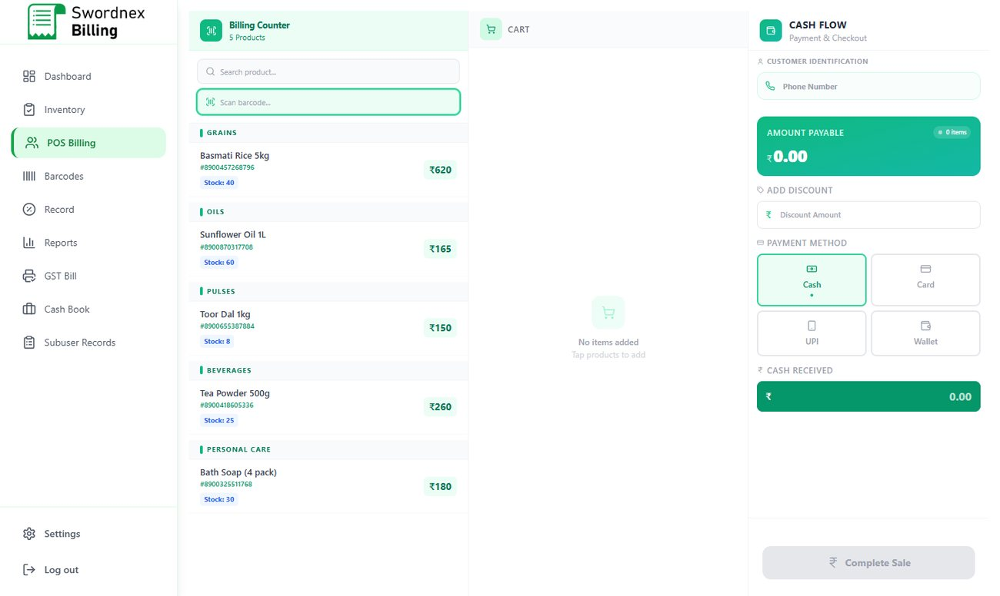 Swordnex
Billing
Dashboard
Inventory
POS Billing
Barcodes
Record
Reports
GST Bill
Cash Book
Subuser Records
Settings
Log out
Billing Counter
5 Products
Search product...
Scan barcode...
GRAINS
Basmati Rice 5kg
#8900457268796
Stock: 40
₹620
OILS
Sunflower Oil 1L
#8900870317708
Stock: 60
₹165
PULSES
Toor Dal 1kg
#8900655387884
Stock: 8
₹150
BEVERAGES
Tea Powder 500g
#8900418605336
Stock: 25
₹260
PERSONAL CARE
Bath Soap (4 pack)
#8900325511768
Stock: 30
₹180
CART
No items added
Tap products to add
CASH FLOW
Payment & Checkout
CUSTOMER IDENTIFICATION
Phone Number
AMOUNT PAYABLE
0 items
₹0.00
ADD DISCOUNT
₹ Discount Amount
PAYMENT METHOD
Cash
Card
UPI
Wallet
₹ CASH RECEIVED
₹ 0.00
₹ Complete Sale